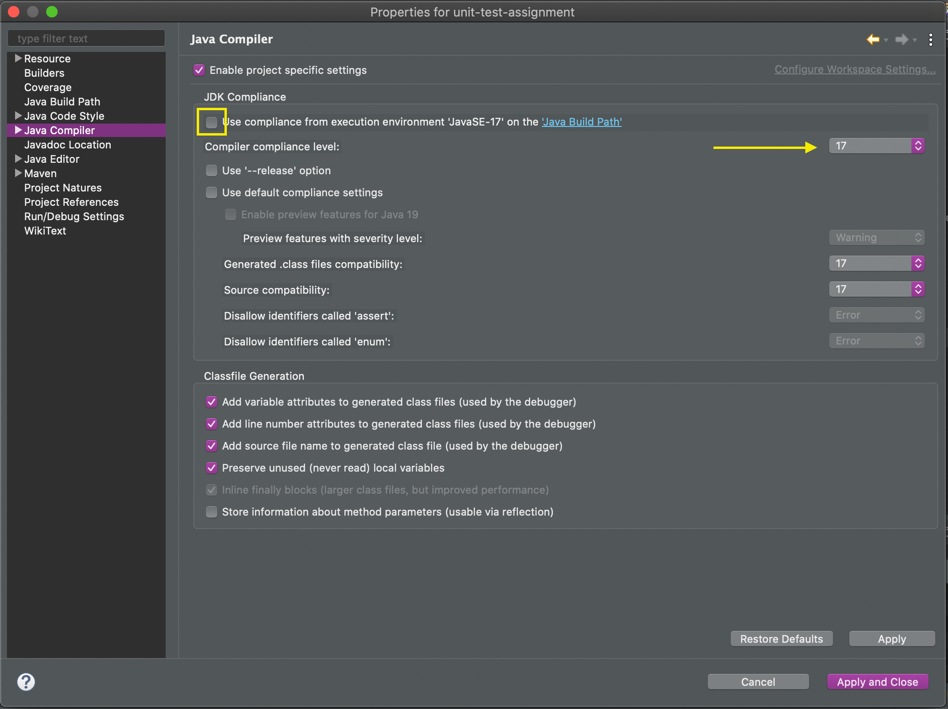 Properties for unit-test-assignment
type filter text
Resource
Builders
Coverage
Java Build Path
Java Code Style
Java Compiler
Javadoc Location
Java Editor
Maven
Project Natures
Project References
Run/Debug Settings
WikiText
Java Compiler
Enable project specific settings
Configure Workspace Settings...
JDK Compliance
Use compliance from execution environment 'JavaSE-17' on the 'Java Build Path'
Compiler compliance level: 17
Use '--release' option
Use default compliance settings
Enable preview features for Java 19
Preview features with severity level: Warning
Generated .class files compatibility: 17
Source compatibility: 17
Disallow identifiers called 'assert': Error
Disallow identifiers called 'enum': Error
Classfile Generation
Add variable attributes to generated class files (used by the debugger)
Add line number attributes to generated class files (used by the debugger)
Add source file name to generated class file (used by the debugger)
Preserve unused (never read) local variables
Inline finally blocks (larger class files, but improved performance)
Store information about method parameters (usable via reflection)
Restore Defaults
Apply
?
Cancel
Apply and Close